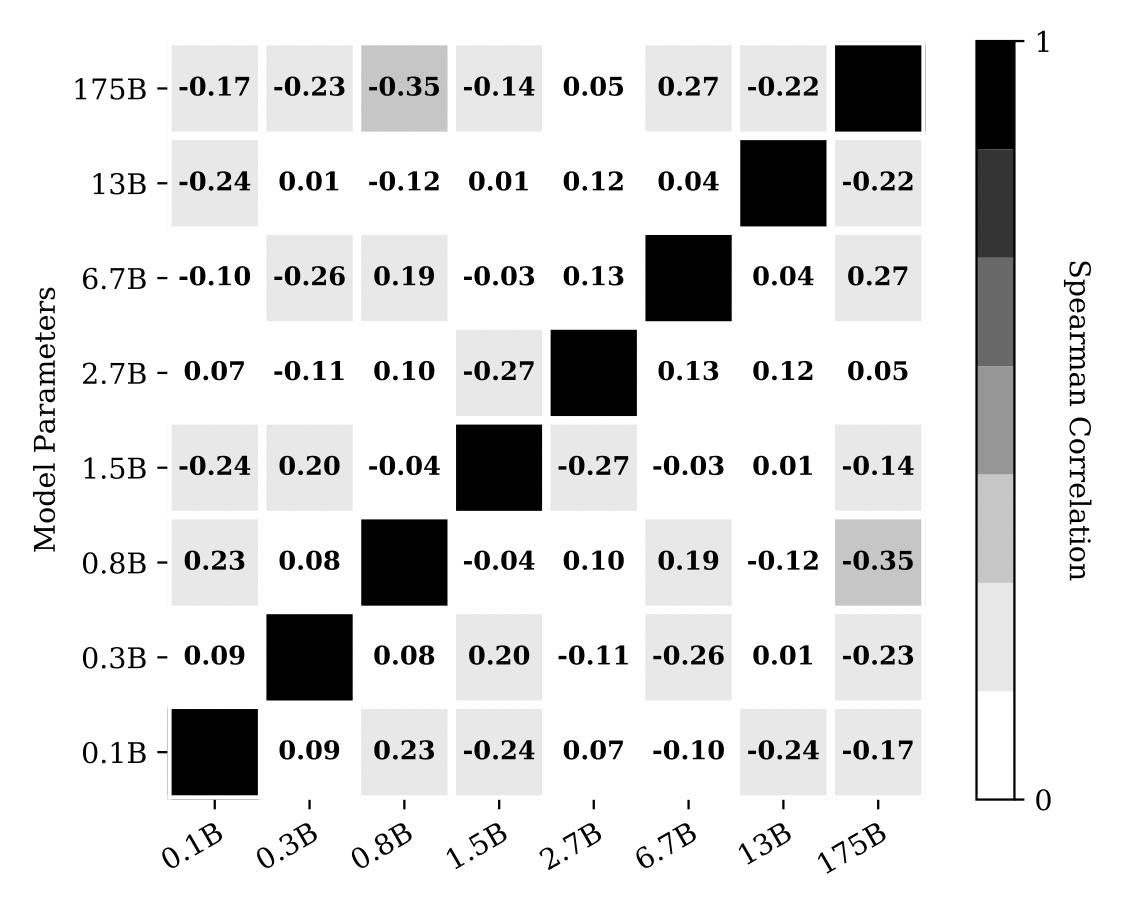 175B -0.17 -0.23 -0.35 -0.14 0.05 0.27 -0.22
13B -0.24 0.01 -0.12 0.01 0.12 0.04 -0.22
6.7B -0.10 -0.26 0.19 -0.03 0.13 0.04 0.27
2.7B 0.07 -0.11 0.10 -0.27 0.13 0.12 0.05
1.5B -0.24 0.20 -0.04 -0.27 -0.03 0.01 -0.14
0.8B 0.23 0.08 -0.04 0.10 0.19 -0.12 -0.35
0.3B 0.09 0.08 0.20 -0.11 -0.26 0.01 -0.23
0.1B 0.09 0.23 -0.24 0.07 -0.10 -0.24 -0.17
0.1B 0.3B 0.8B 1.5B 2.7B 6.7B 13B 175B
Model Parameters
1
0
Spearman Correlation